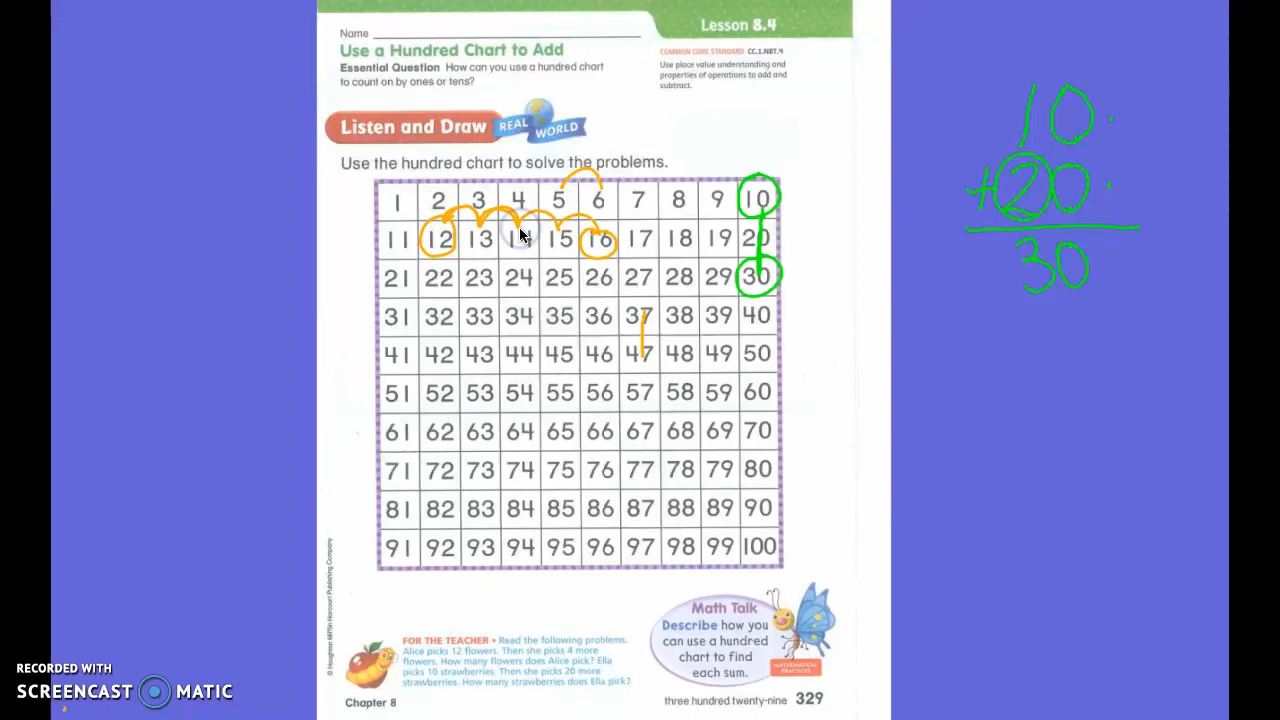 Lesson 8.4
Name
Use a Hundred Chart to Add
Essential Question How can you use a hundred chart
to count on by ones or tens?
COMMON CORE STANDARD CC.1.NBT.4
Use place value understanding and
properties of operations to add and
subtract.
Listen and Draw REAL WORLD
Use the hundred chart to solve the problems.
1 2 3 4 5 6 7 8 9 10
11 12 13 14 15 16 17 18 19 20
21 22 23 24 25 26 27 28 29 30
31 32 33 34 35 36 37 38 39 40
41 42 43 44 45 46 47 48 49 50
51 52 53 54 55 56 57 58 59 60
61 62 63 64 65 66 67 68 69 70
71 72 73 74 75 76 77 78 79 80
81 82 83 84 85 86 87 88 89 90
91 92 93 94 95 96 97 98 99 100
10
+20
30
© Houghton Mifflin Harcourt Publishing Company
FOR THE TEACHER • Read the following problems.
Alice picks 12 flowers. Then she picks 4 more
flowers. How many flowers does Alice pick? Ella
picks 10 strawberries. Then she picks 20 more
strawberries. How many strawberries does Ella pick?
Math Talk
Describe how you
can use a hundred
chart to find
each sum.
MATHEMATICAL
PRACTICES
Chapter 8
three hundred twenty-nine 329
RECORDED WITH
SCREENCAST MATIC